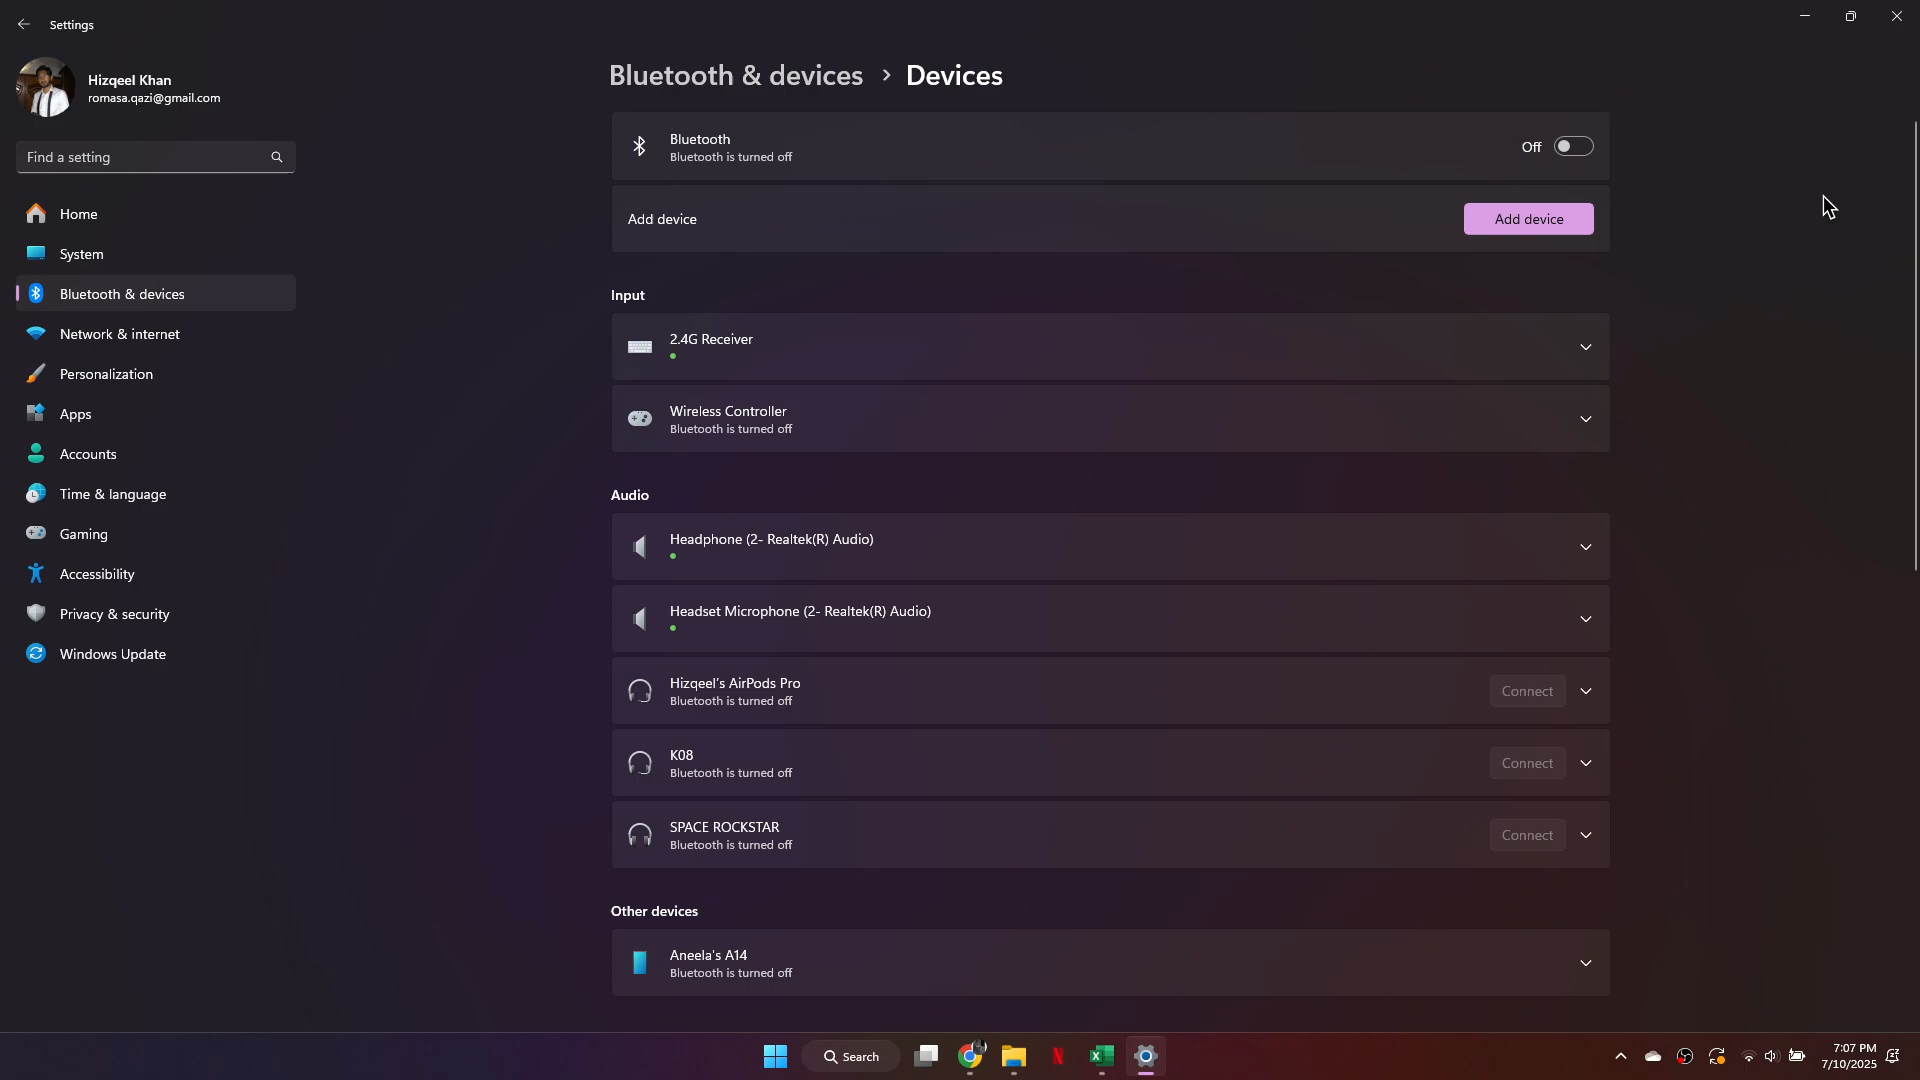 Settings
Hizqeel Khan
romasa.qazi@gmail.com
Find a setting
Home
System
Bluetooth & devices
Network & internet
Personalization
Apps
Accounts
Time & language
Gaming
Accessibility
Privacy & security
Windows Update
Bluetooth & devices > Devices
Bluetooth
Bluetooth is turned off
Off
Add device
Add device
Input
2.4G Receiver
Wireless Controller
Bluetooth is turned off
Audio
Headphone (2- Realtek(R) Audio)
Headset Microphone (2- Realtek(R) Audio)
Hizqeel's AirPods Pro
Bluetooth is turned off
Connect
K08
Bluetooth is turned off
Connect
SPACE ROCKSTAR
Bluetooth is turned off
Connect
Other devices
Aneela's A14
Bluetooth is turned off
Search
7:07 PM
7/10/2025